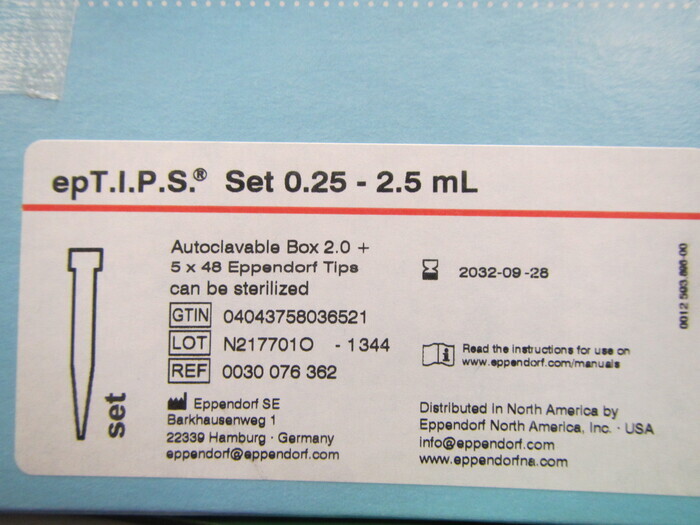 epT.I.P.S.® Set 0.25 - 2.5 mL
Autoclavable Box 2.0 +
5 x 48 Eppendorf Tips
can be sterilized
2032-09-28
GTIN 04043758036521
LOT N217701O - 1344
REF 0030 076 362
Read the instructions for use on
www.eppendorf.com/manuals
Eppendorf SE
Barkhausenweg 1
22339 Hamburg · Germany
eppendorf@eppendorf.com
Distributed in North America by
Eppendorf North America, Inc. · USA
info@eppendorf.com
www.eppendorfna.com
set